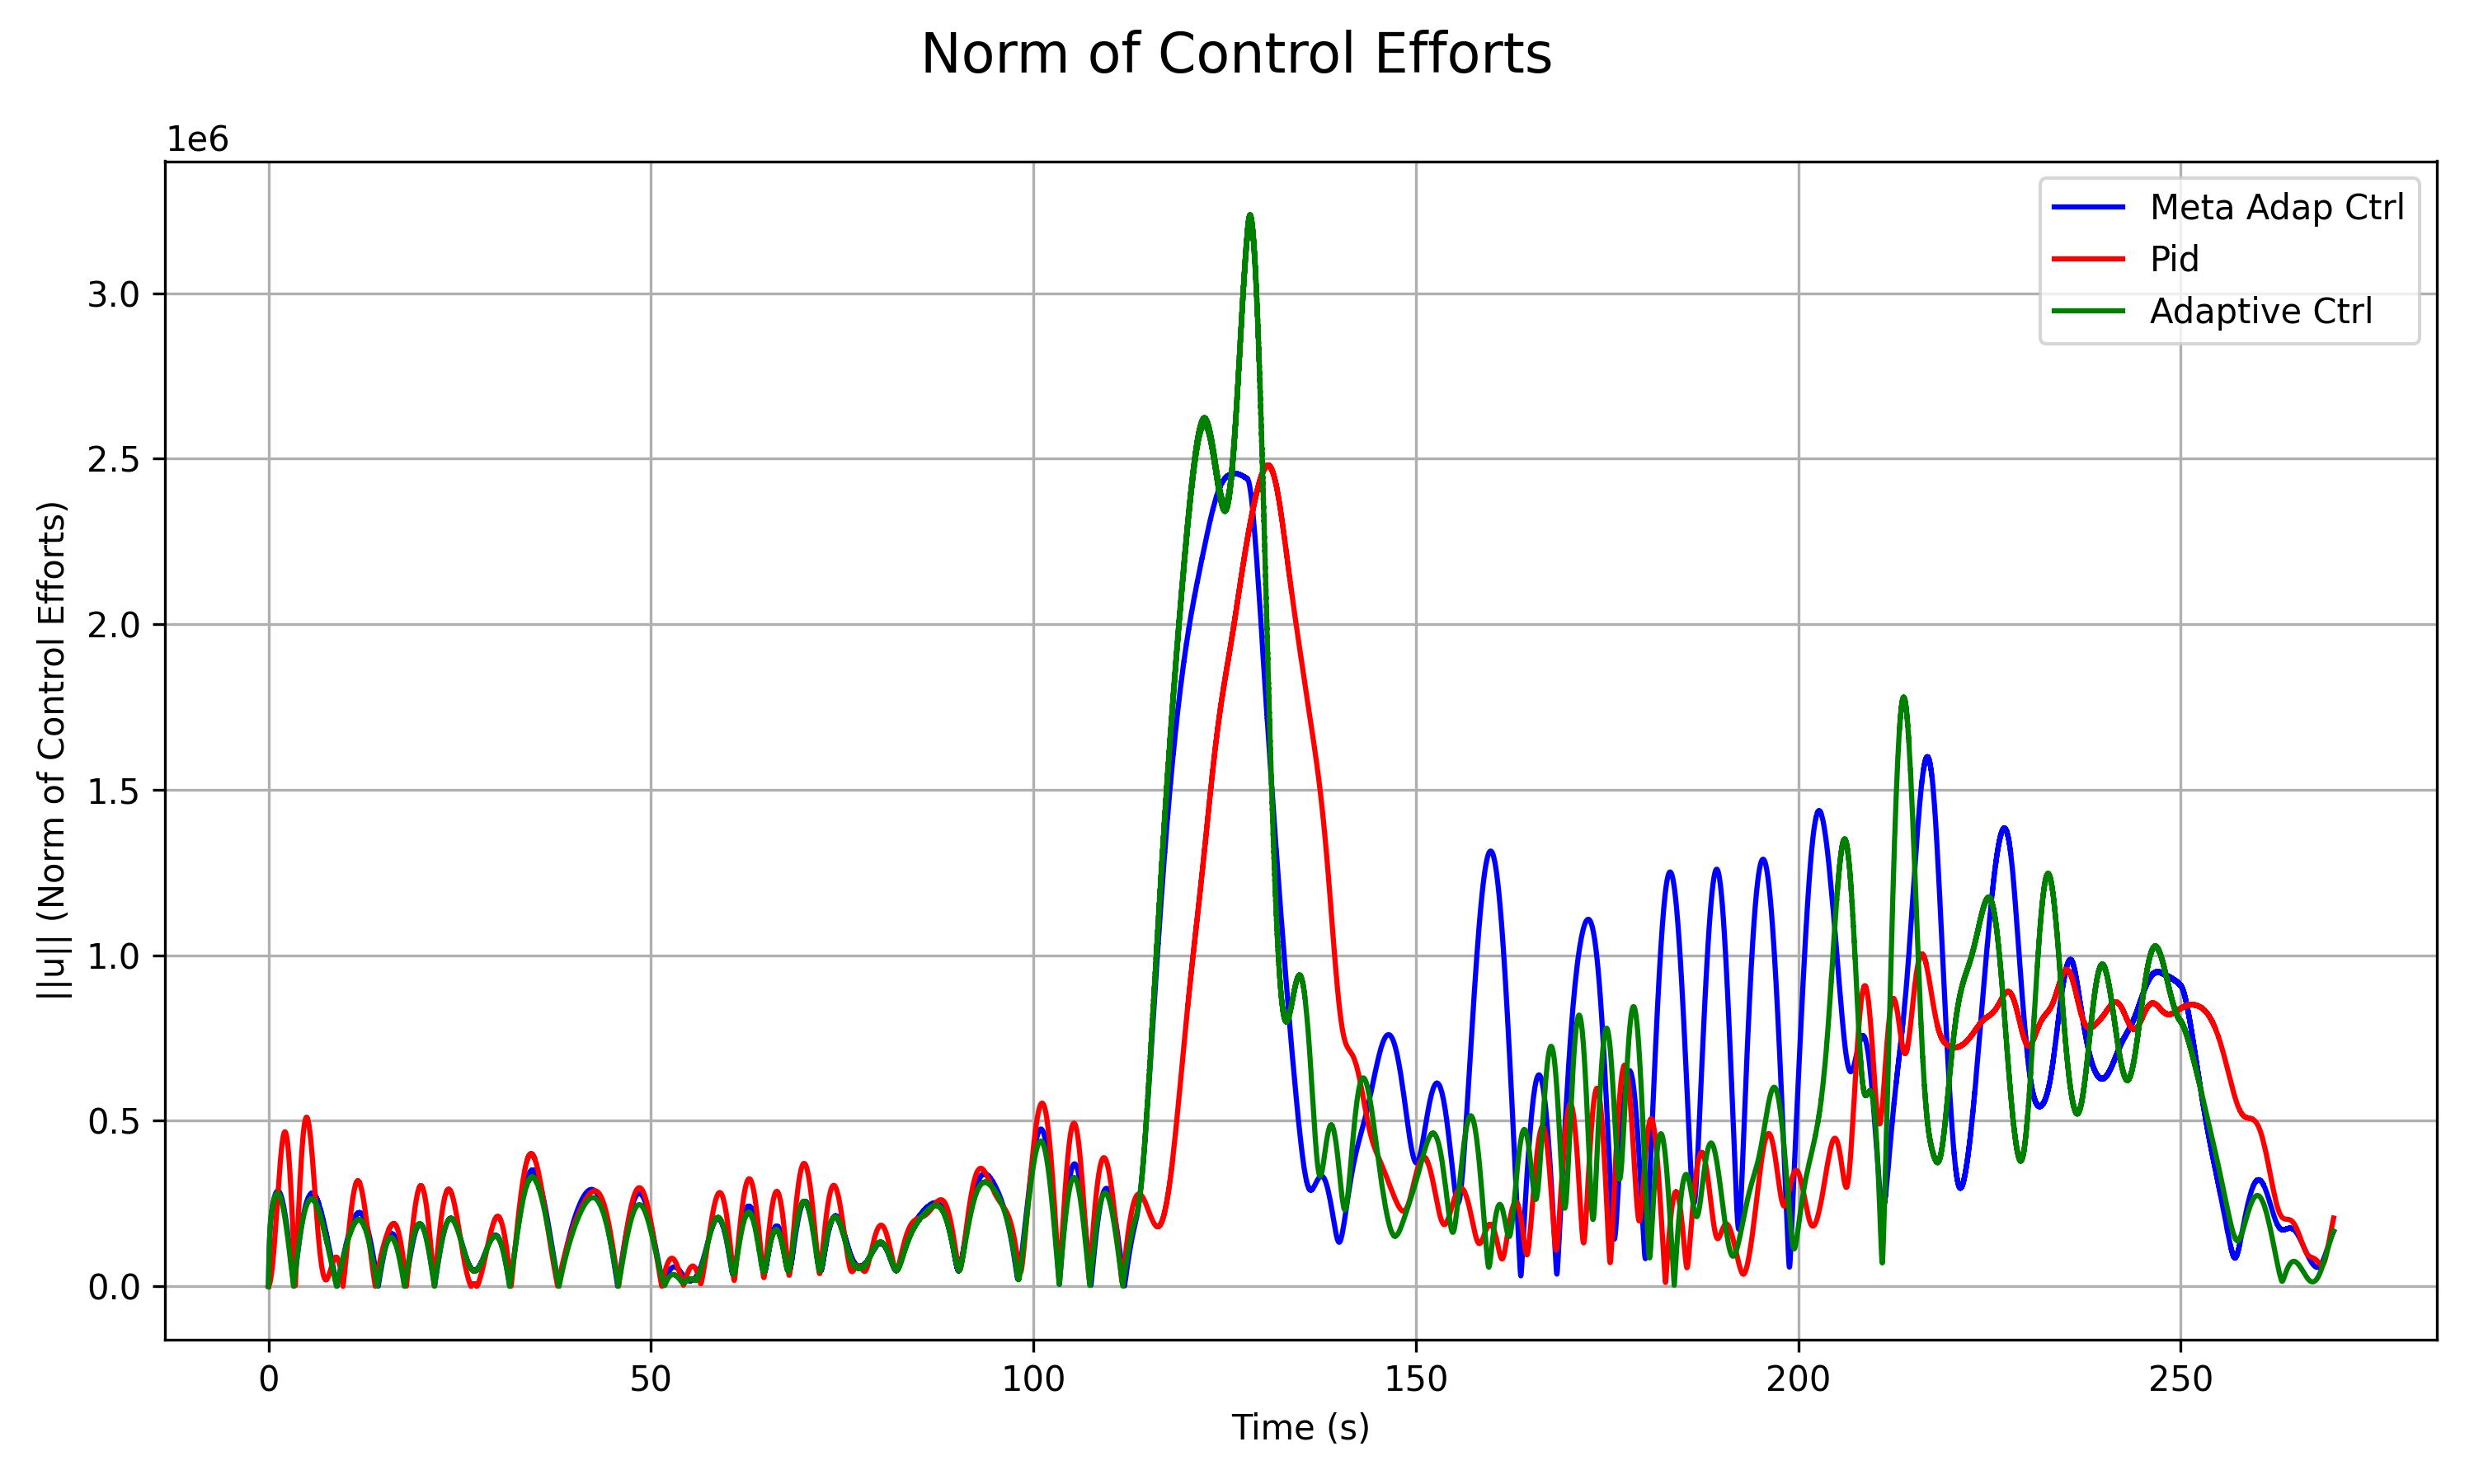 Norm of Control Efforts
1e6
Meta Adap Ctrl
Pid
Adaptive Ctrl
||u|| (Norm of Control Efforts)
3.0
2.5
2.0
1.5
1.0
0.5
0.0
0 50 100 150 200 250
Time (s)